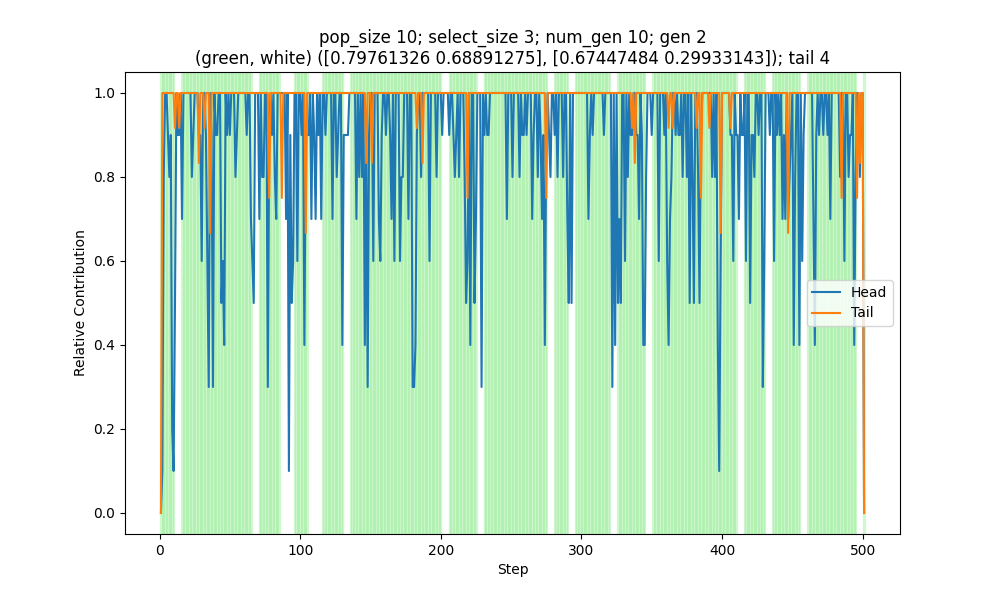 pop_size 10; select_size 3; num_gen 10; gen 2
(green, white) ([0.79761326 0.68891275], [0.67447484 0.29933143]); tail 4
1.0
0.8
0.6
0.4
0.2
0.0
Relative Contribution
Head
Tail
0
100
200
300
400
500
Step